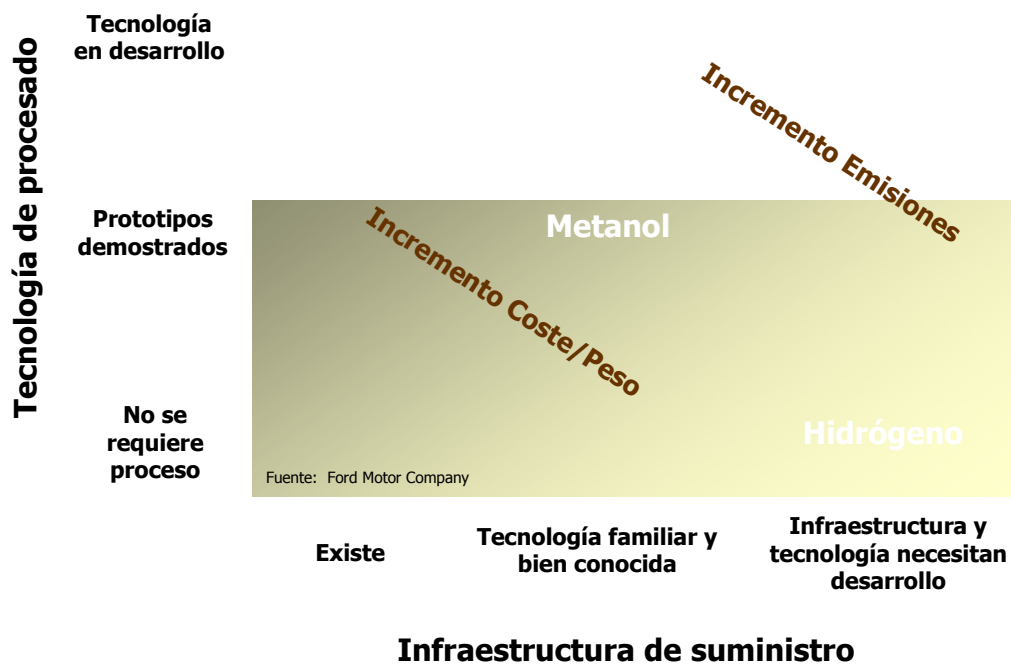 Tecnología
en desarrollo
Incremento Emisiones
Tecnología de procesado
Prototipos
demostrados
Metanol
Incremento Coste/Peso
No se
requiere
proceso
Hidrógeno
Fuente: Ford Motor Company
Existe
Tecnología familiar y
bien conocida
Infraestructura y
tecnología necesitan
desarrollo
Infraestructura de suministro